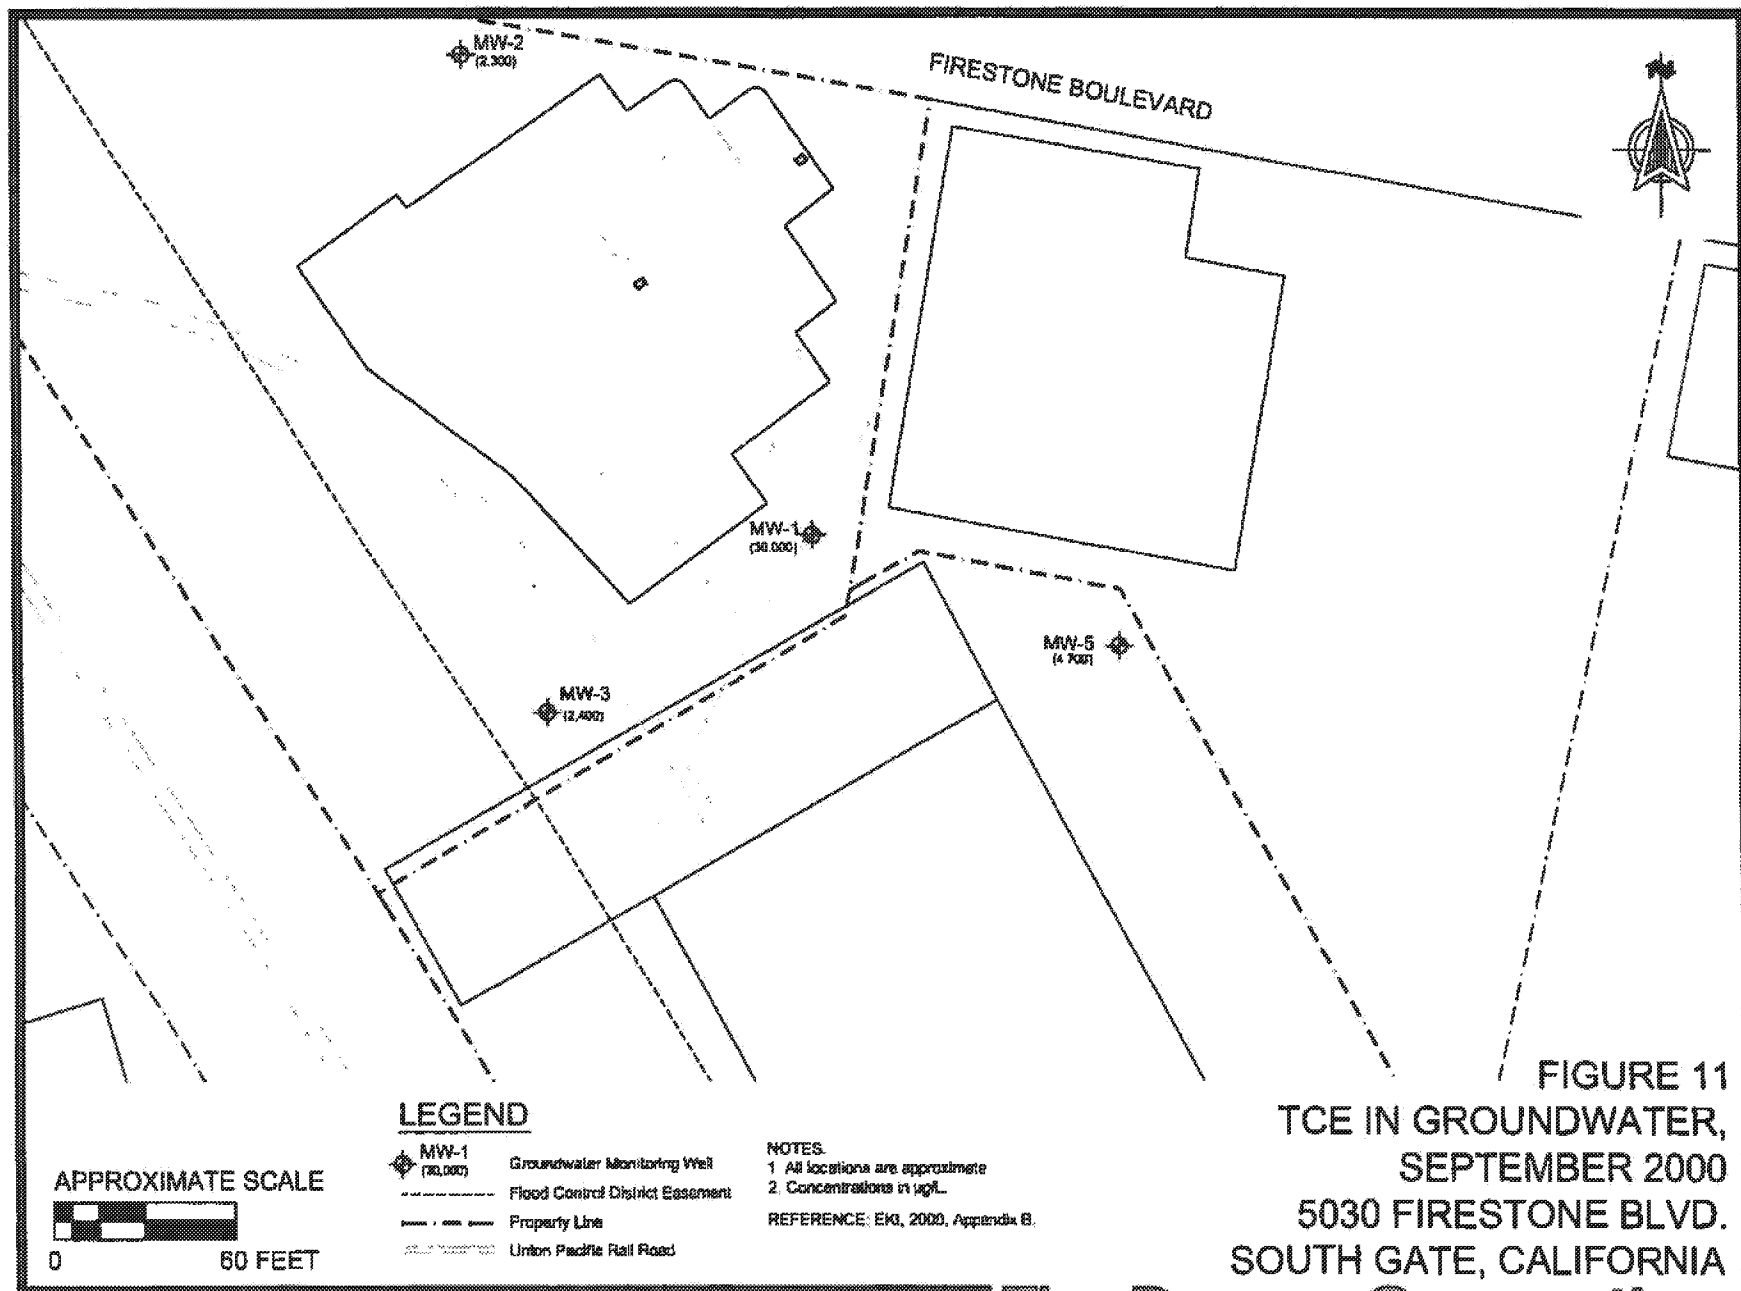 MW-2
(2,300)
FIRESTONE BOULEVARD
N
MW-1
(30,000)
MW-5
(4,700)
MW-3
(2,400)
LEGEND
MW-1
(30,000)
Groundwater Monitoring Well
Flood Control District Easement
Property Line
Union Pacific Rail Road
APPROXIMATE SCALE
0 60 FEET
NOTES.
1 All locations are approximate
2. Concentrations in ug/L.
REFERENCE: EKI, 2000, Appendix B.
FIGURE 11
TCE IN GROUNDWATER,
SEPTEMBER 2000
5030 FIRESTONE BLVD.
SOUTH GATE, CALIFORNIA